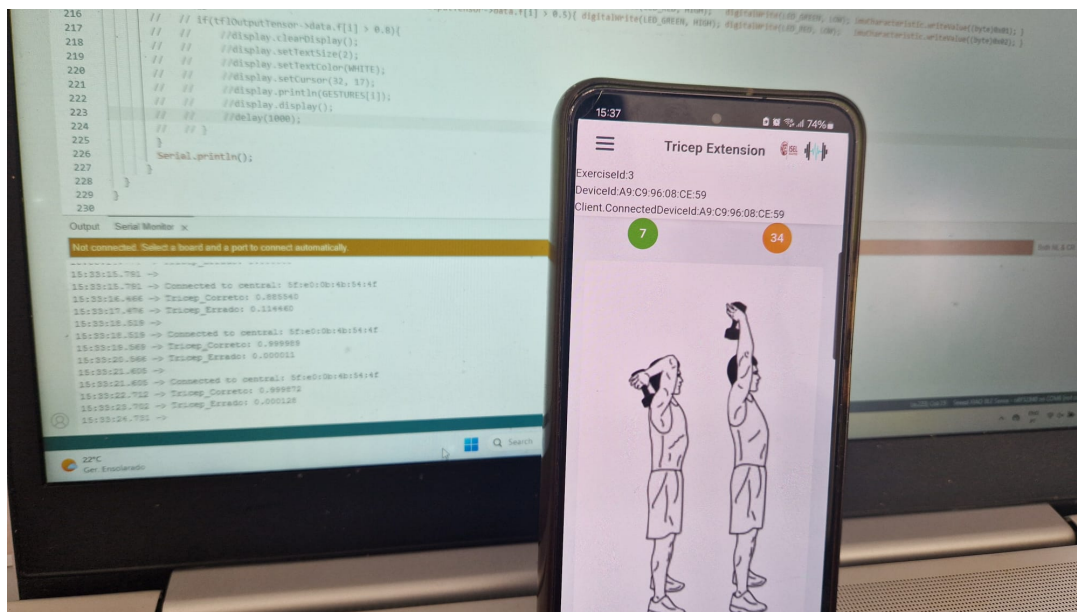 216
217 // // if(tflOutputTensor->data.f[1] > 0.8){
218 // // //display.clearDisplay();
219 // // //display.setTextSize(2);
220 // // //display.setTextColor(WHITE);
221 // // //display.setCursor(32, 17);
222 // // //display.println(GESTURES[i]);
223 // // //display.display();
224 // // //delay(1000);
225 // // }
226 }
227 Serial.println();
228 }
229 }
230 }
Output Serial Monitor x
Not connected. Select a board and a port to connect automatically.
15:33:15.791 ->
15:33:15.791 -> Connected to central: 5f:e0:0b:4b:54:4f
15:33:16.466 -> Tricep_Correto: 0.885540
15:33:17.476 -> Tricep_Errado: 0.114460
15:33:18.519 ->
15:33:18.519 -> Connected to central: 5f:e0:0b:4b:54:4f
15:33:19.569 -> Tricep_Correto: 0.999989
15:33:20.566 -> Tricep_Errado: 0.000011
15:33:21.605 ->
15:33:21.605 -> Connected to central: 5f:e0:0b:4b:54:4f
15:33:22.712 -> Tricep_Correto: 0.999872
15:33:23.702 -> Tricep_Errado: 0.000128
15:33:24.731 ->
22°C
Ger. Ensolarado
Search
15:37
74%
Tricep Extension
ExerciseId:3
DeviceId:A9:C9:96:08:CE:59
Client.ConnectedDeviceId:A9:C9:96:08:CE:59
7
34